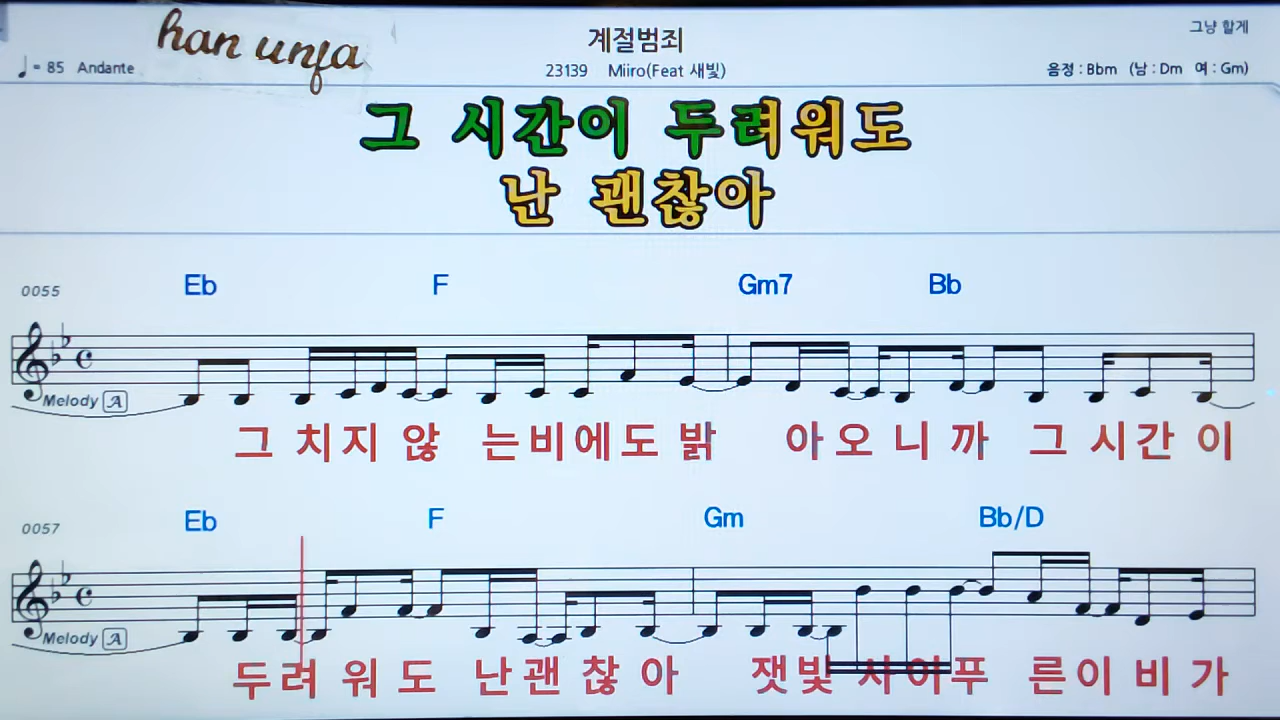 han unfa
계절범죄
그냥 할게
♩= 85 Andante
23139 Miiro(Feat 새빛)
음정 : Bbm (남 : Dm 여 : Gm)
그 시간이 두려워도
난 괜찮아
0055 Eb F Gm7 Bb
Melody A
그 치지 않 는비에도 밝 아오 니 까 그 시간 이
0057 Eb F Gm Bb/D
Melody A
두려 워 도 난괜 찮 아 잿빛 사이푸 른이 비 가